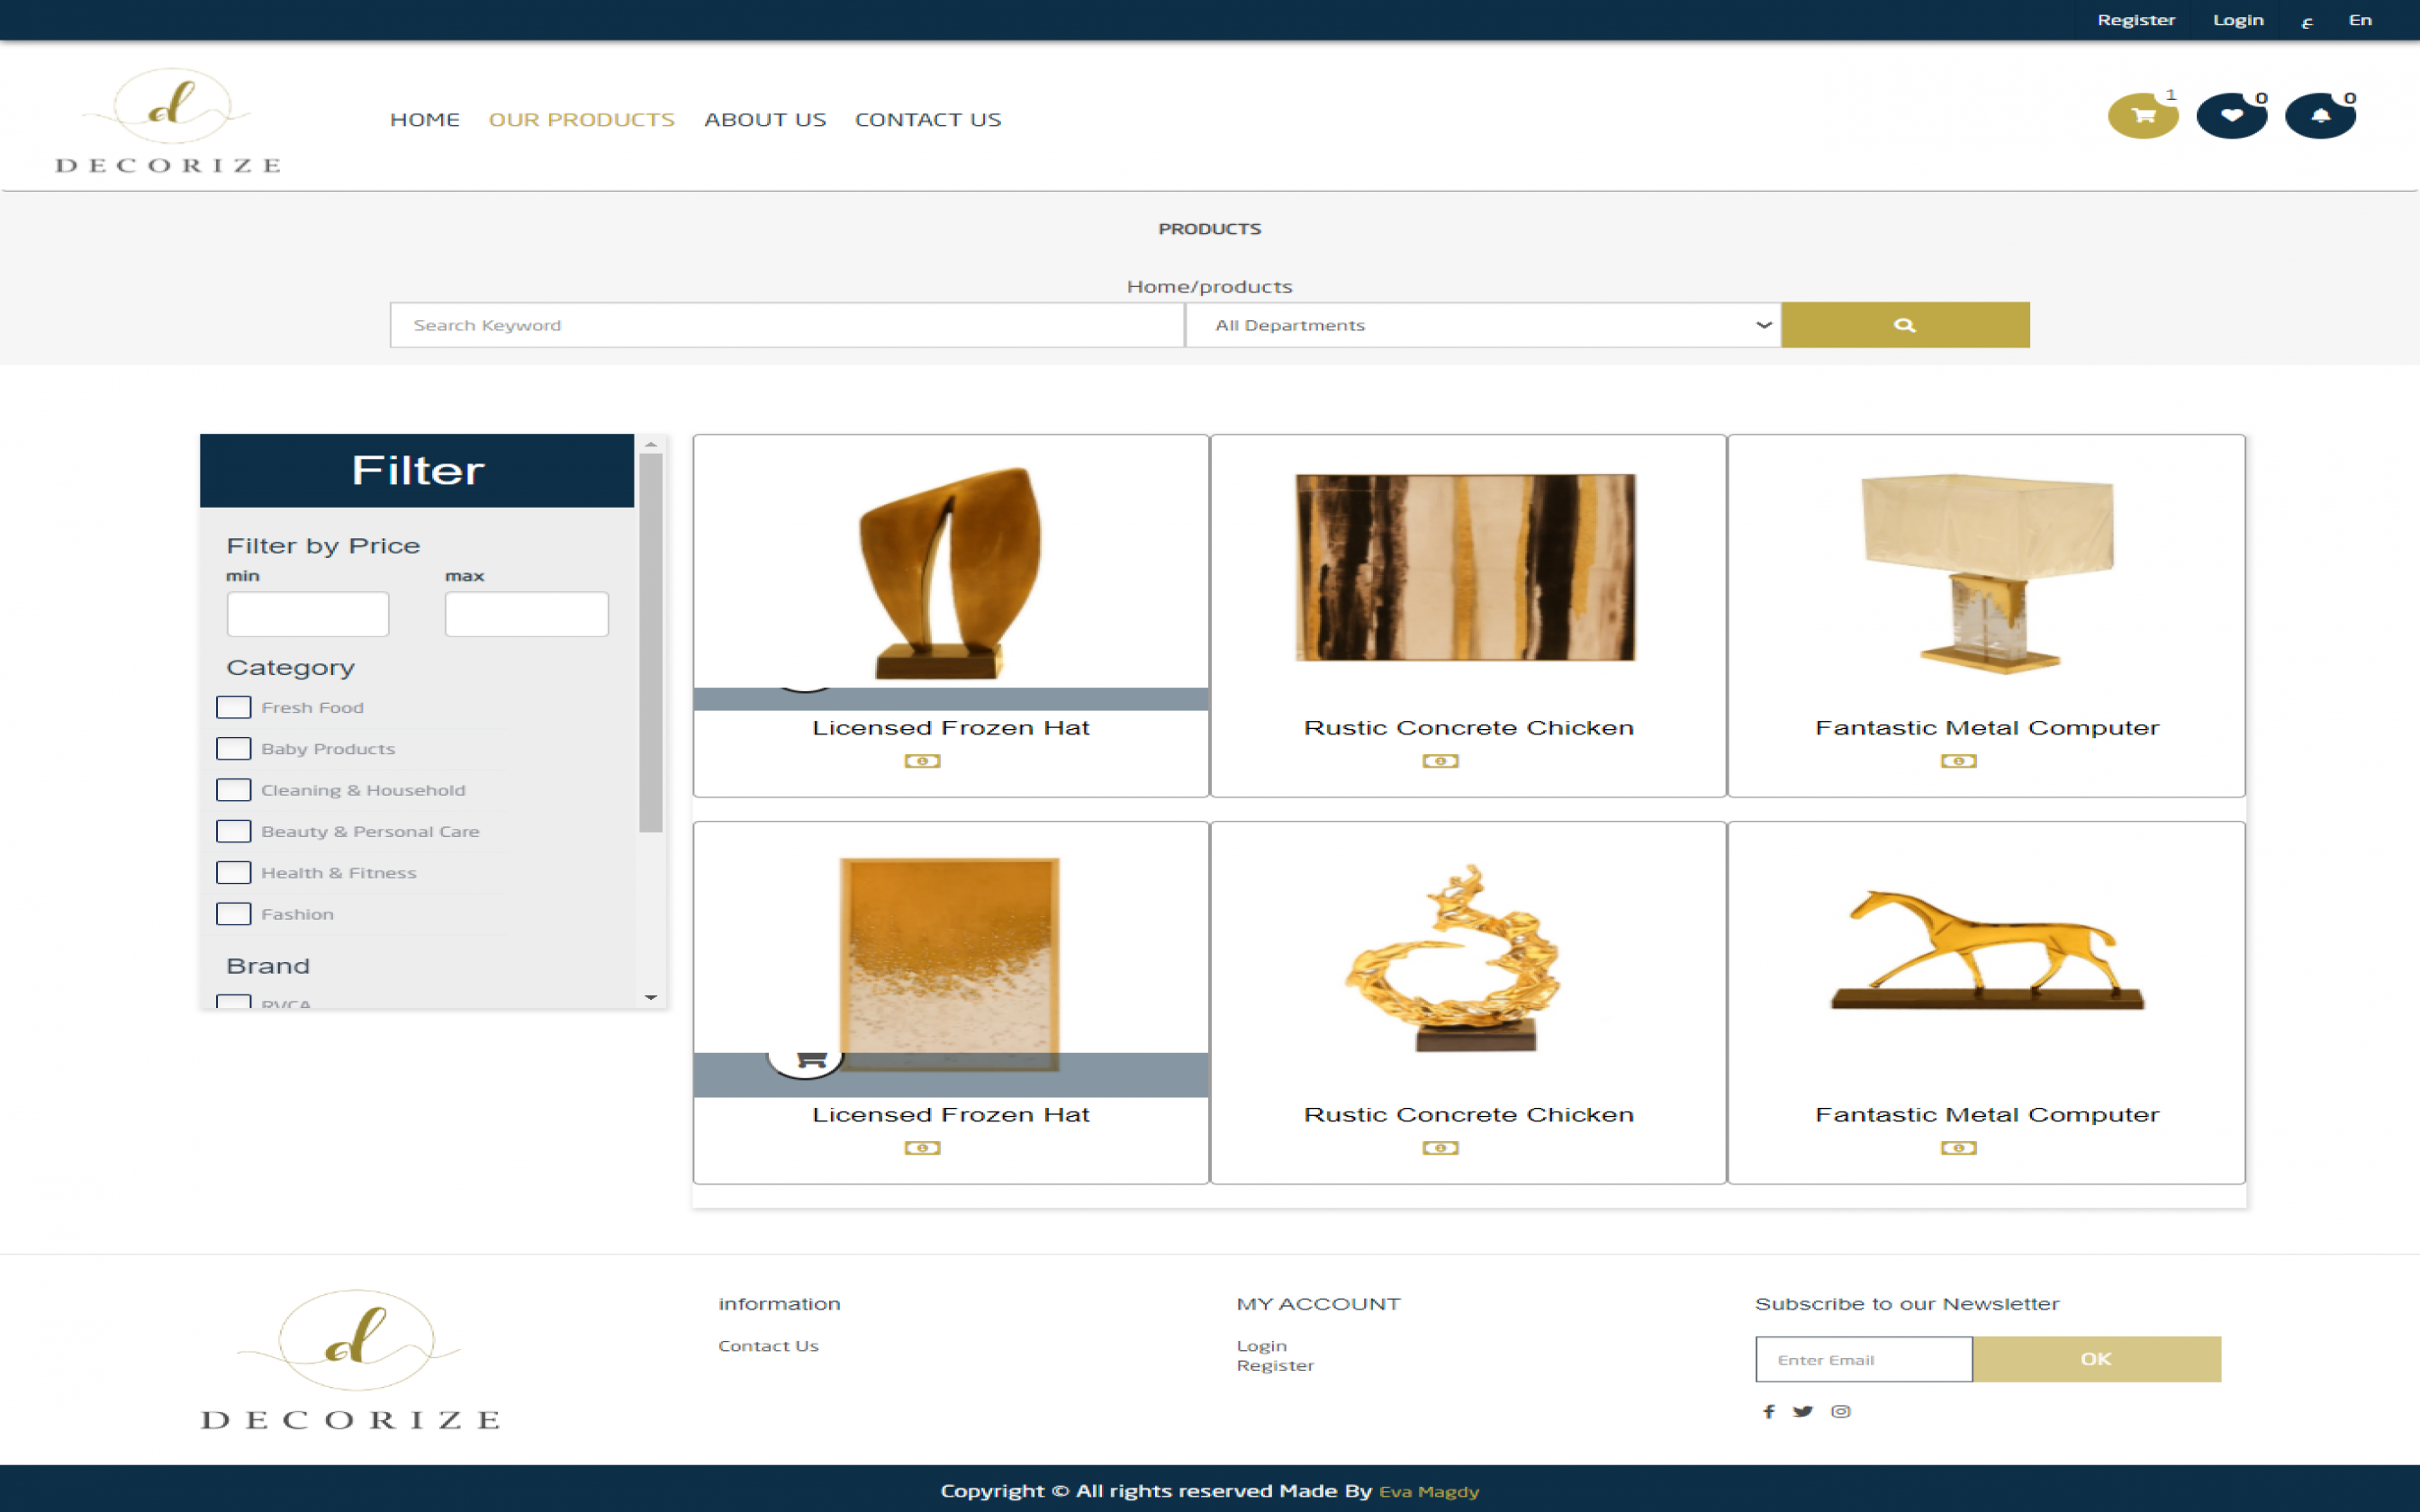 Register Login ع En
d
DECORIZE
HOME OUR PRODUCTS ABOUT US CONTACT US
1 0 0
PRODUCTS
Home/products
Search Keyword All Departments
Filter
Filter by Price
min max
Category
Fresh Food
Baby Products
Cleaning & Household
Beauty & Personal Care
Health & Fitness
Fashion
Brand
RVCA
Licensed Frozen Hat Rustic Concrete Chicken Fantastic Metal Computer
Licensed Frozen Hat Rustic Concrete Chicken Fantastic Metal Computer
d
DECORIZE
information
Contact Us
MY ACCOUNT
Login
Register
Subscribe to our Newsletter
Enter Email OK
Copyright © All rights reserved Made By Eva Magdy